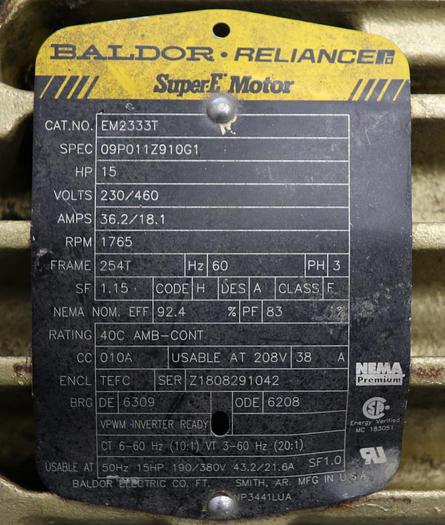 BALDOR · RELIANCER
Super-E® Motor
CAT.NO. EM2333T
SPEC 09P011Z910G1
HP 15
VOLTS 230/460
AMPS 36.2/18.1
RPM 1765
FRAME 254T Hz 60 PH 3
SF 1.15 CODE H DES A CLASS F
NEMA NOM. EFF 92.4 % PF 83 %
RATING 40C AMB-CONT
CC 010A USABLE AT 208V 38 A
NEMA
Premium
ENCL TEFC SER Z1808291042
BRG DE 6309 ODE 6208
Energy Verified
MC 183051
VPWM INVERTER READY
CT 6-60 Hz (10:1) VT 3-60 Hz (20:1)
USABLE AT 50Hz 15HP 190/380V 43.2/21.6A SF1.0
BALDOR ELECTRIC CO. FT. SMITH, AR. MFG IN U.S.A.
NP3441LUA